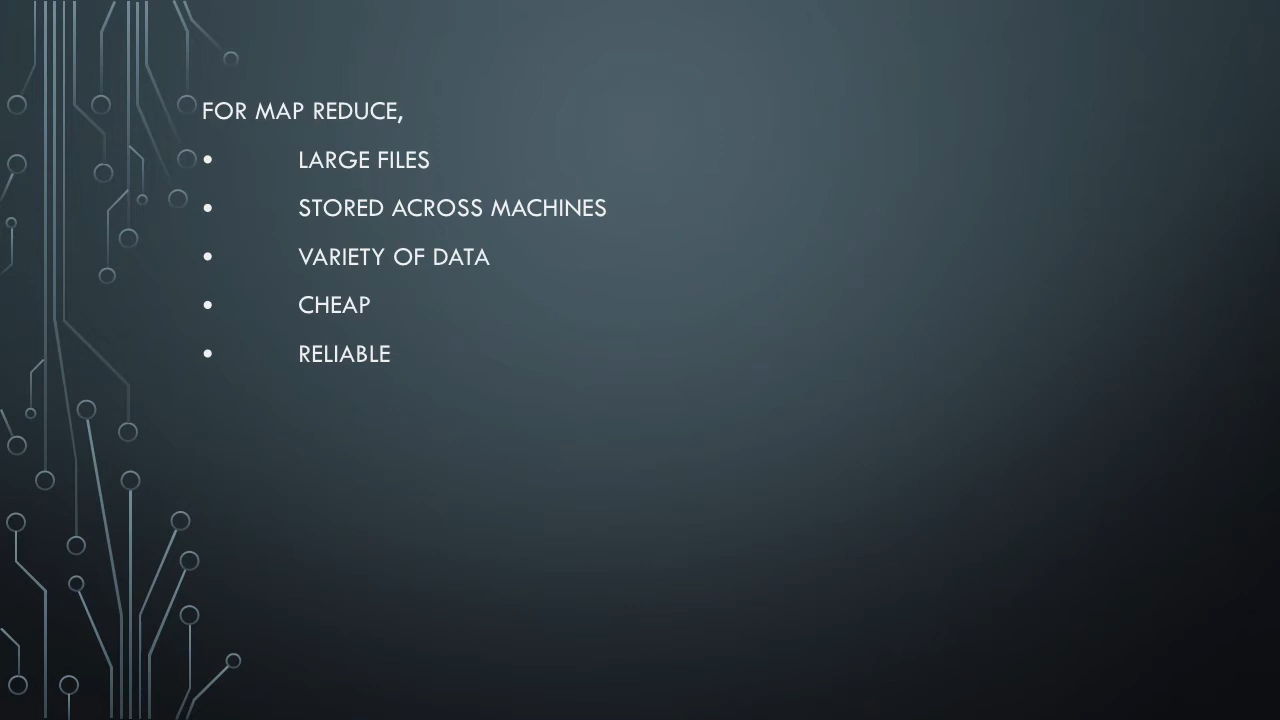 FOR MAP REDUCE,
• LARGE FILES
• STORED ACROSS MACHINES
• VARIETY OF DATA
• CHEAP
• RELIABLE